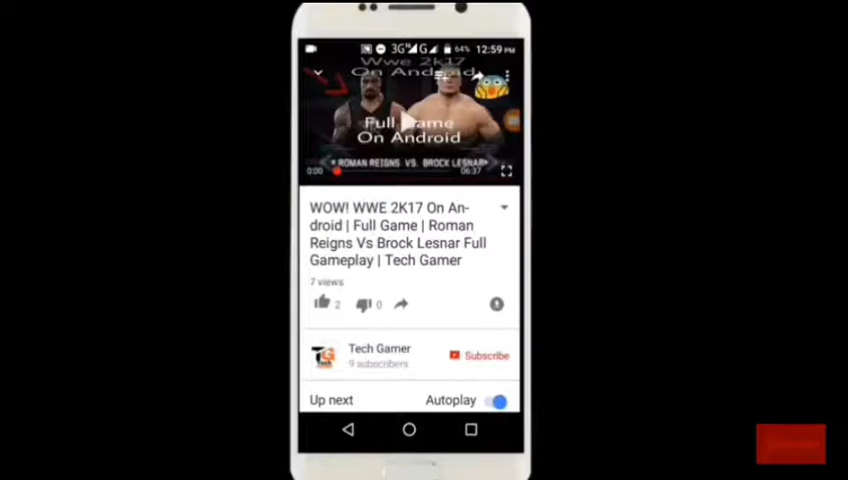 3G G 64% 12:59 PM
Wwe 2k17
On Android
Full Game
On Android
ROMAN REIGNS VS. BROCK LESNAR
0:00 06:37
WOW! WWE 2K17 On An-
droid | Full Game | Roman
Reigns Vs Brock Lesnar Full
Gameplay | Tech Gamer
7 views
2 0
TG
Tech Gamer Subscribe
9 subscribers
Up next Autoplay